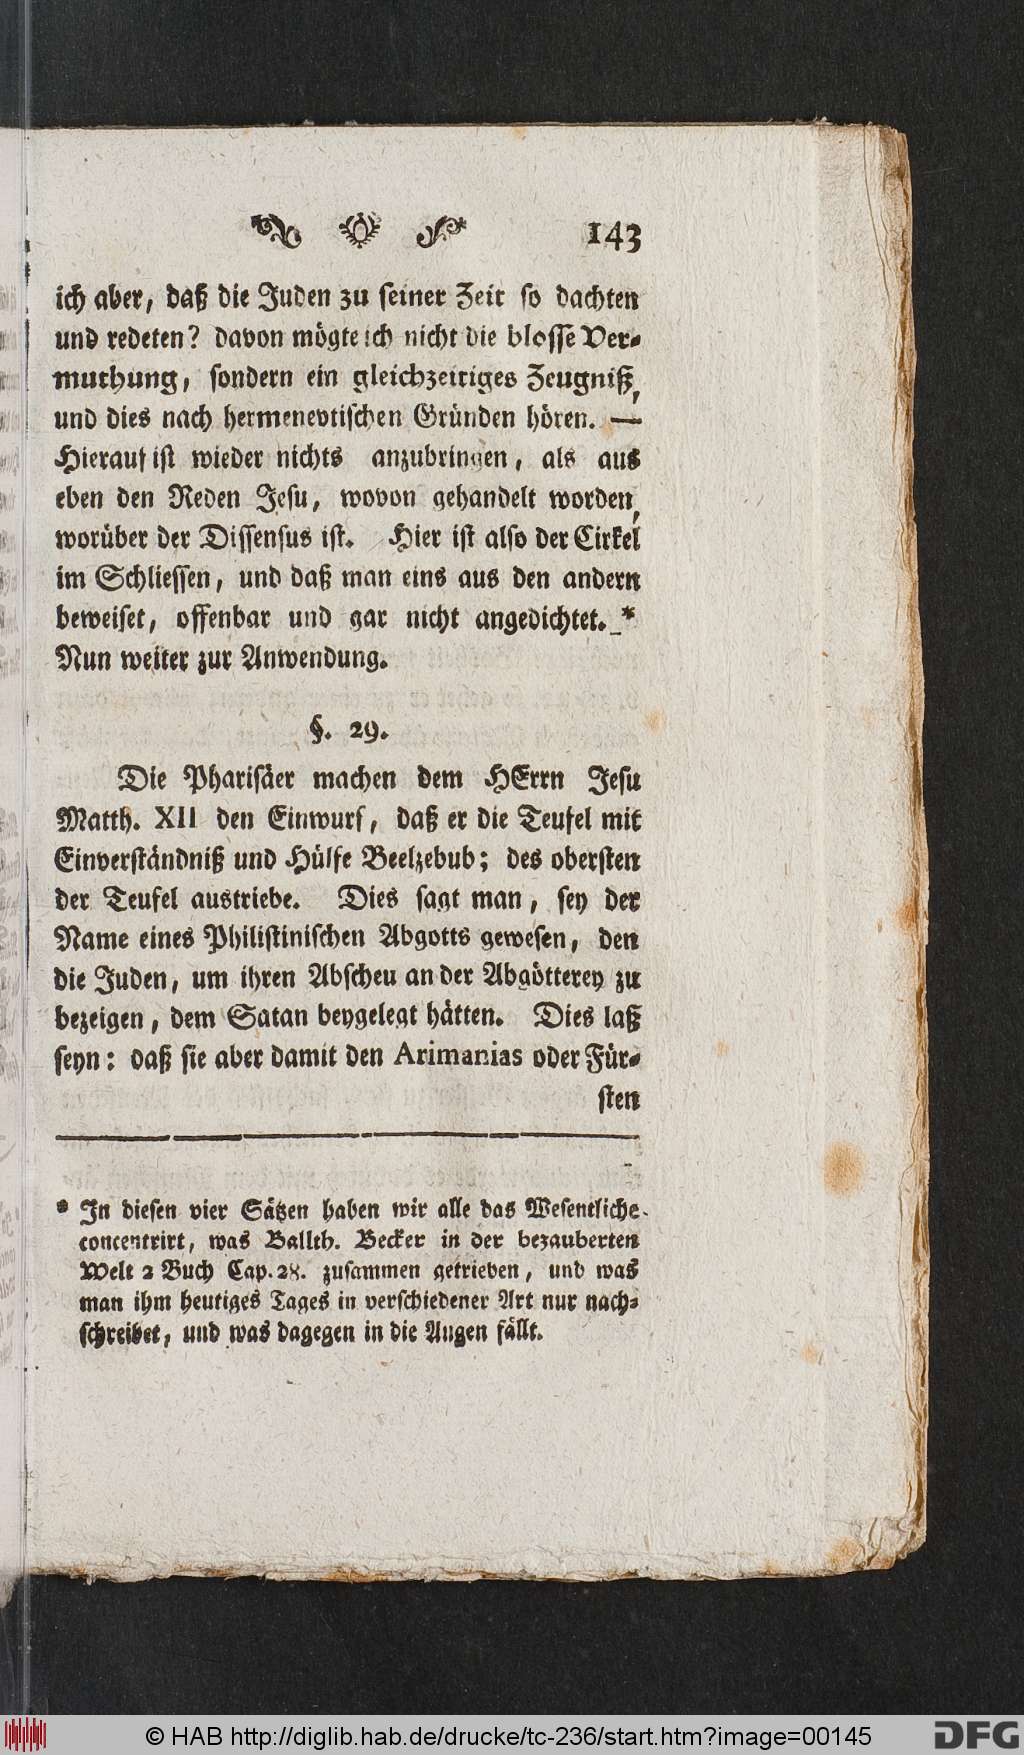 143
ich aber, daß die Juden zu seiner Zeit so dachten
und redeten? davon mögte ich nicht die blosse Ver-
muthung, sondern ein gleichzeitiges Zeugniß,
und dies nach hermenevtischen Gründen hören. —
Hierauf ist wieder nichts anzubringen, als aus
eben den Reden Jesu, wovon gehandelt worden,
worüber der Dissensus ist. Hier ist also der Cirkel
im Schliessen, und daß man eins aus den andern
beweiset, offenbar und gar nicht angedichtet. *
Nun weiter zur Anwendung.
§. 29.
Die Pharisäer machen dem HErrn Jesu
Matth. XII den Einwurf, daß er die Teufel mit
Einverständniß und Hülfe Beelzebub; des obersten
der Teufel austriebe. Dies sagt man, sey der
Name eines Philistinischen Abgotts gewesen, den
die Juden, um ihren Abscheu an der Abgötterey zu
bezeigen, dem Satan beygelegt hätten. Dies laß
seyn: daß sie aber damit den Arimanias oder Für-
sten
* In diesen vier Sätzen haben wir alle das Wesentliche
concentrirt, was Ballth. Becker in der bezauberten
Welt 2 Buch Cap. 28. zusammen getrieben, und was
man ihm heutiges Tages in verschiedener Art nur nach-
schreibet, und was dagegen in die Augen fällt.
© HAB http://diglib.hab.de/drucke/tc-236/start.htm?image=00145
DFG